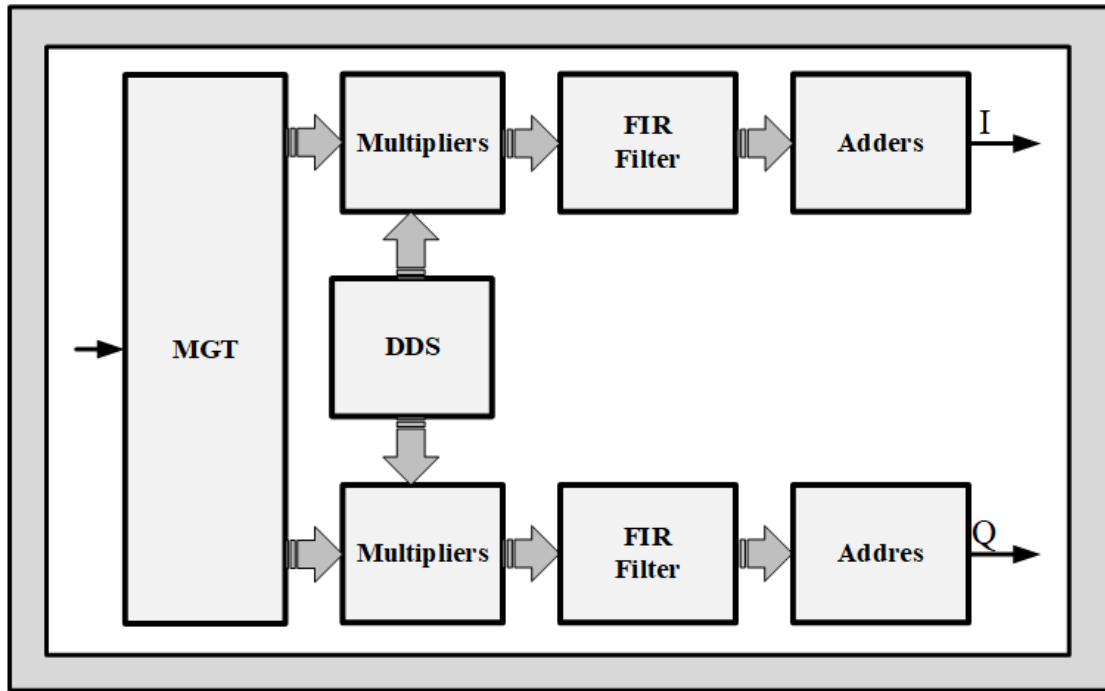 MGT
Multipliers
FIR
Filter
Adders
I
DDS
Multipliers
FIR
Filter
Addres
Q